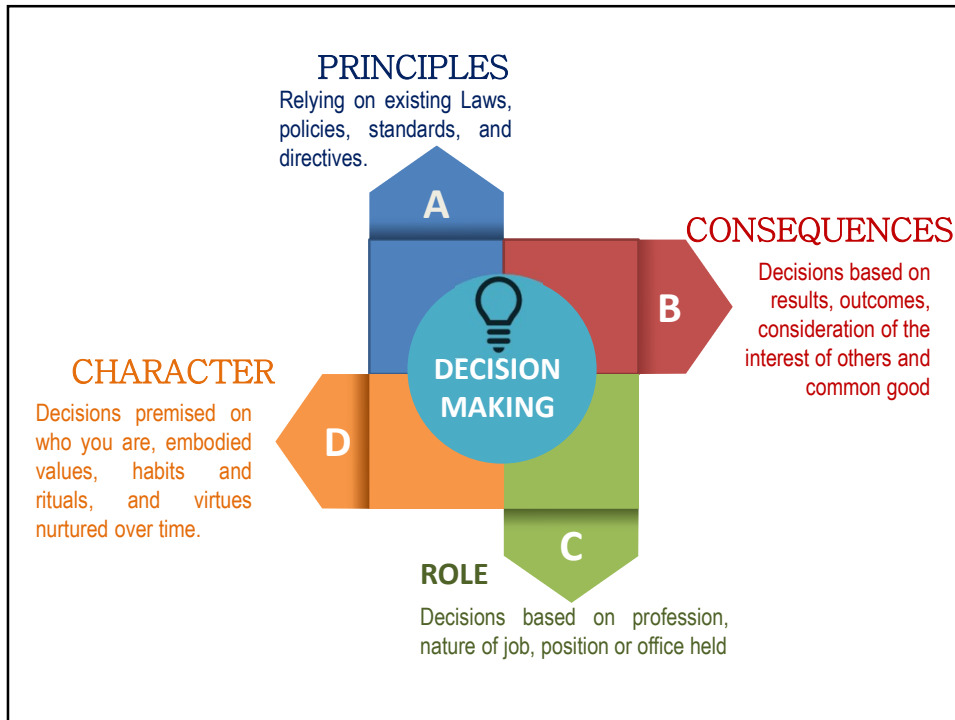 PRINCIPLES
Relying on existing Laws,
policies, standards, and
directives.
A
CONSEQUENCES
Decisions based on
results, outcomes,
consideration of the
interest of others and
common good
B
DECISION
MAKING
CHARACTER
Decisions premised on
who you are, embodied
values, habits and
rituals, and virtues
nurtured over time.
D
C
ROLE
Decisions based on profession,
nature of job, position or office held